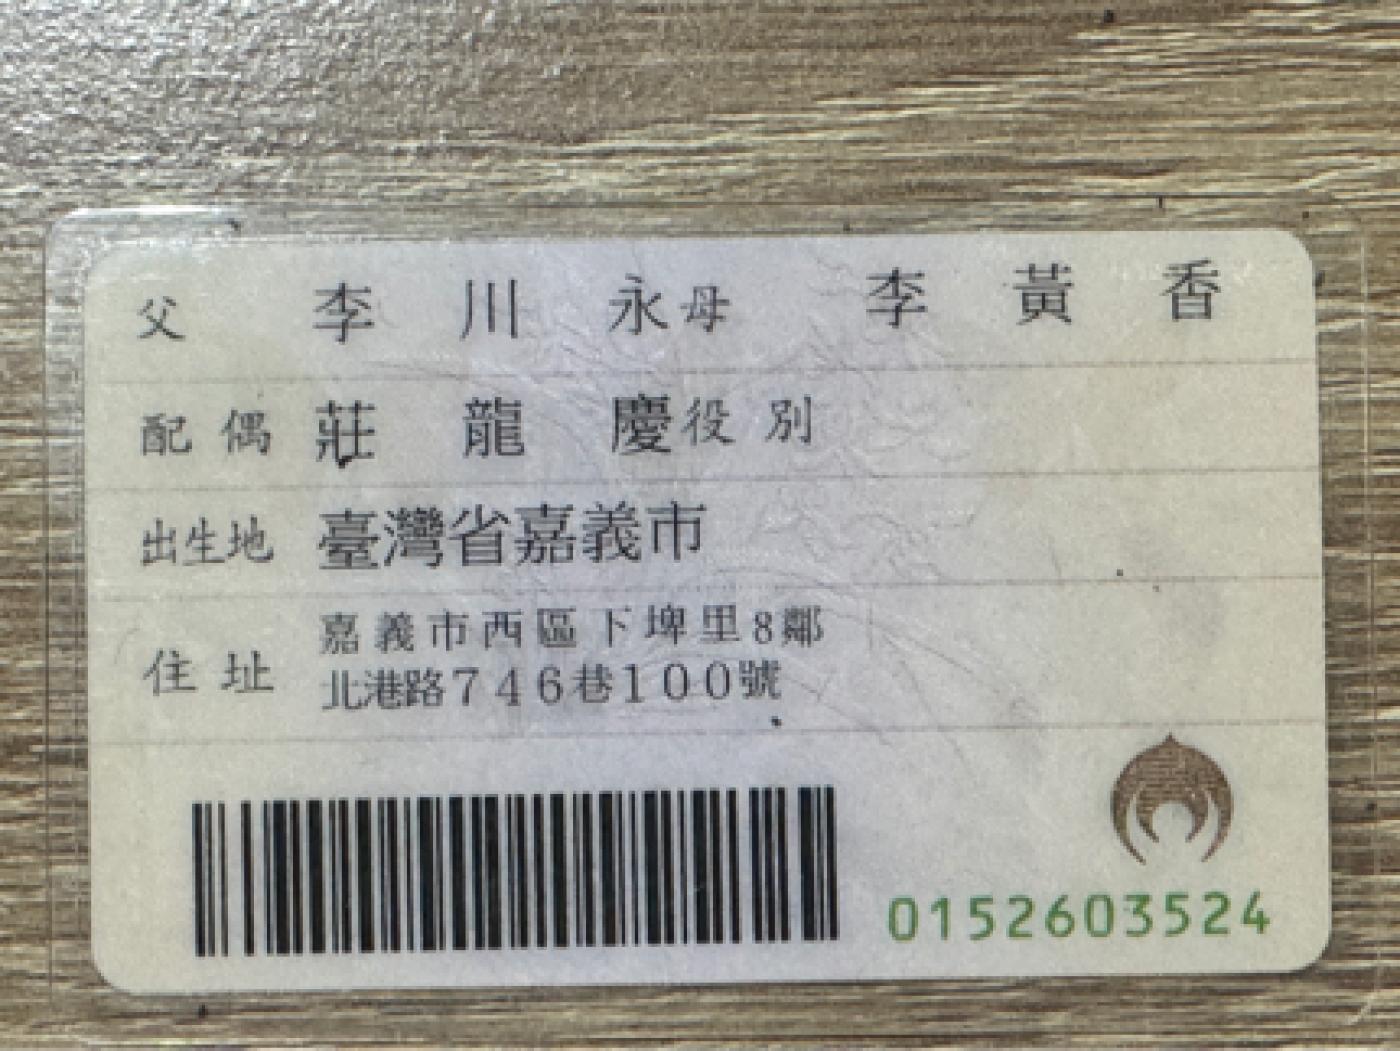 父 李川永 母 李黃香
配偶 莊龍慶 役別
出生地 臺灣省嘉義市
住址 嘉義市西區下埤里8鄰
北港路746巷100號
0152603524